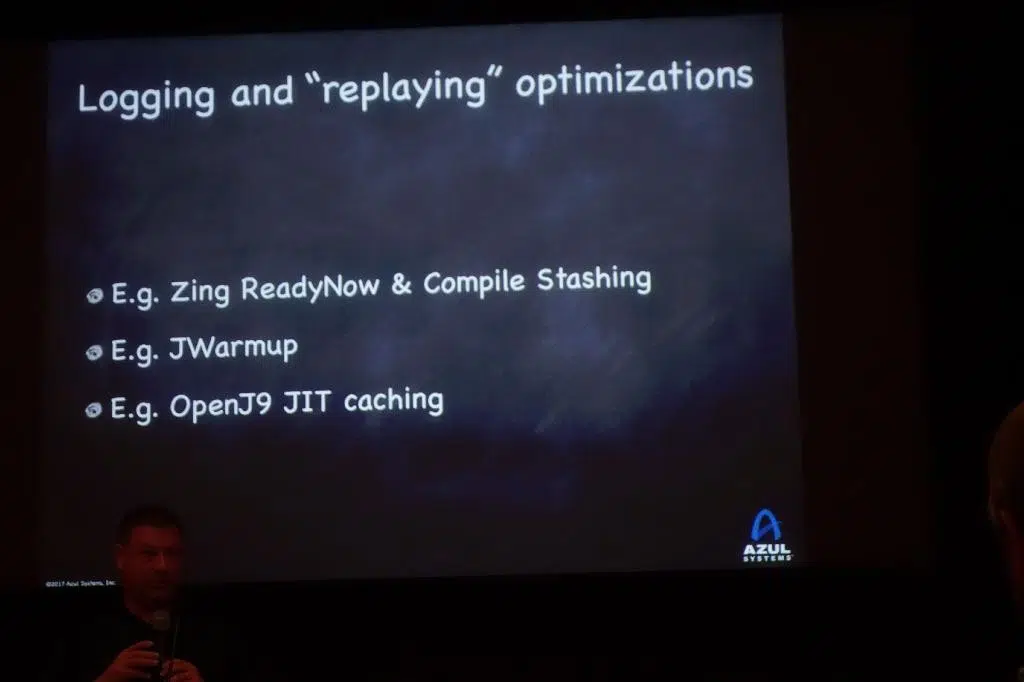 Logging and “replaying” optimizations
E.g. Zing ReadyNow & Compile Stashing
E.g. JWarmup
E.g. OpenJ9 JIT caching
AZUL
SYSTEMS
©2017 Azul Systems, Inc.